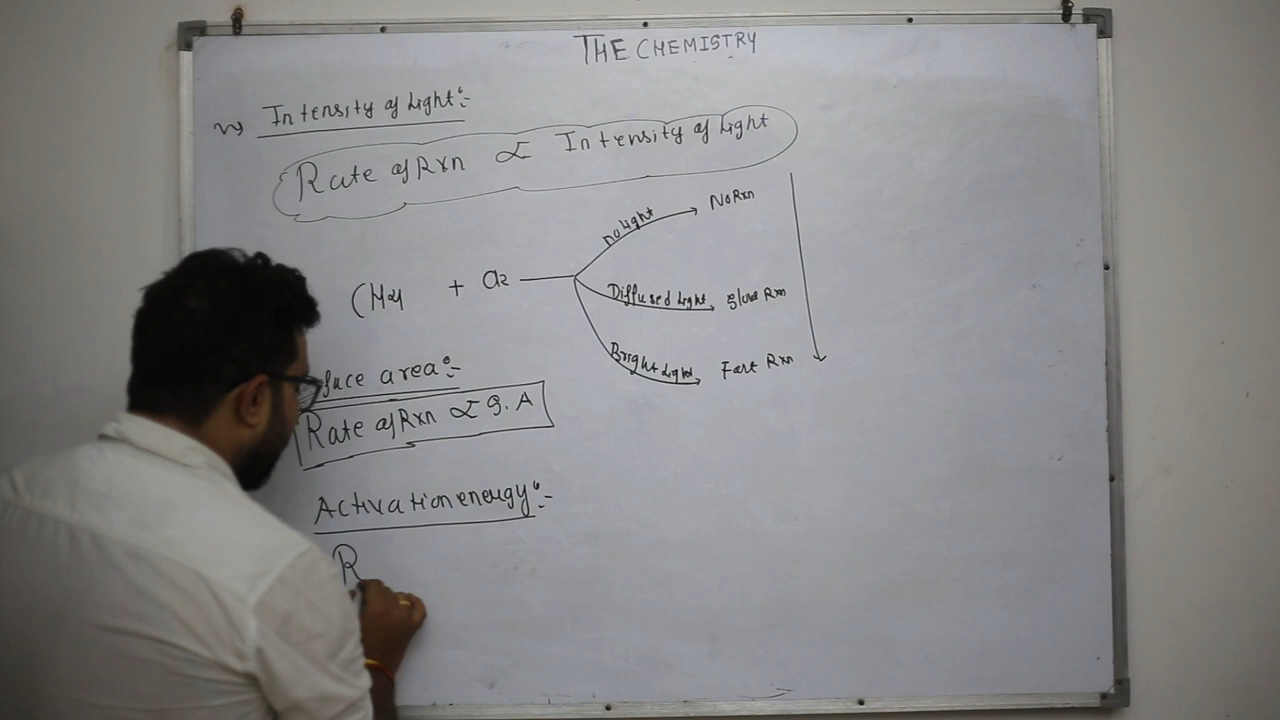 THE CHEMISTRY
Intensity of Light:-
Rate of Rxn ∝ Intensity of Light
No Light
No Rxn
CH4 + Cl2
Diffused Light
Slow Rxn
Bright Light
Fast Rxn
face area:-
Rate of Rxn ∝ S.A
Activation energy:-
R